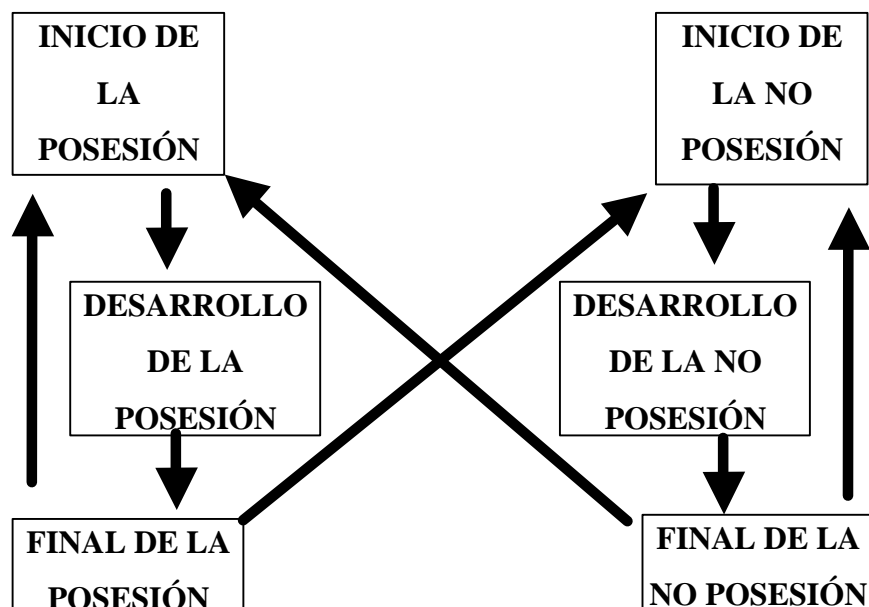 INICIO DE
LA
POSESIÓN
INICIO DE
LA NO
POSESIÓN
DESARROLLO
DE LA
POSESIÓN
DESARROLLO
DE LA NO
POSESIÓN
FINAL DE LA
POSESIÓN
FINAL DE LA
NO POSESIÓN